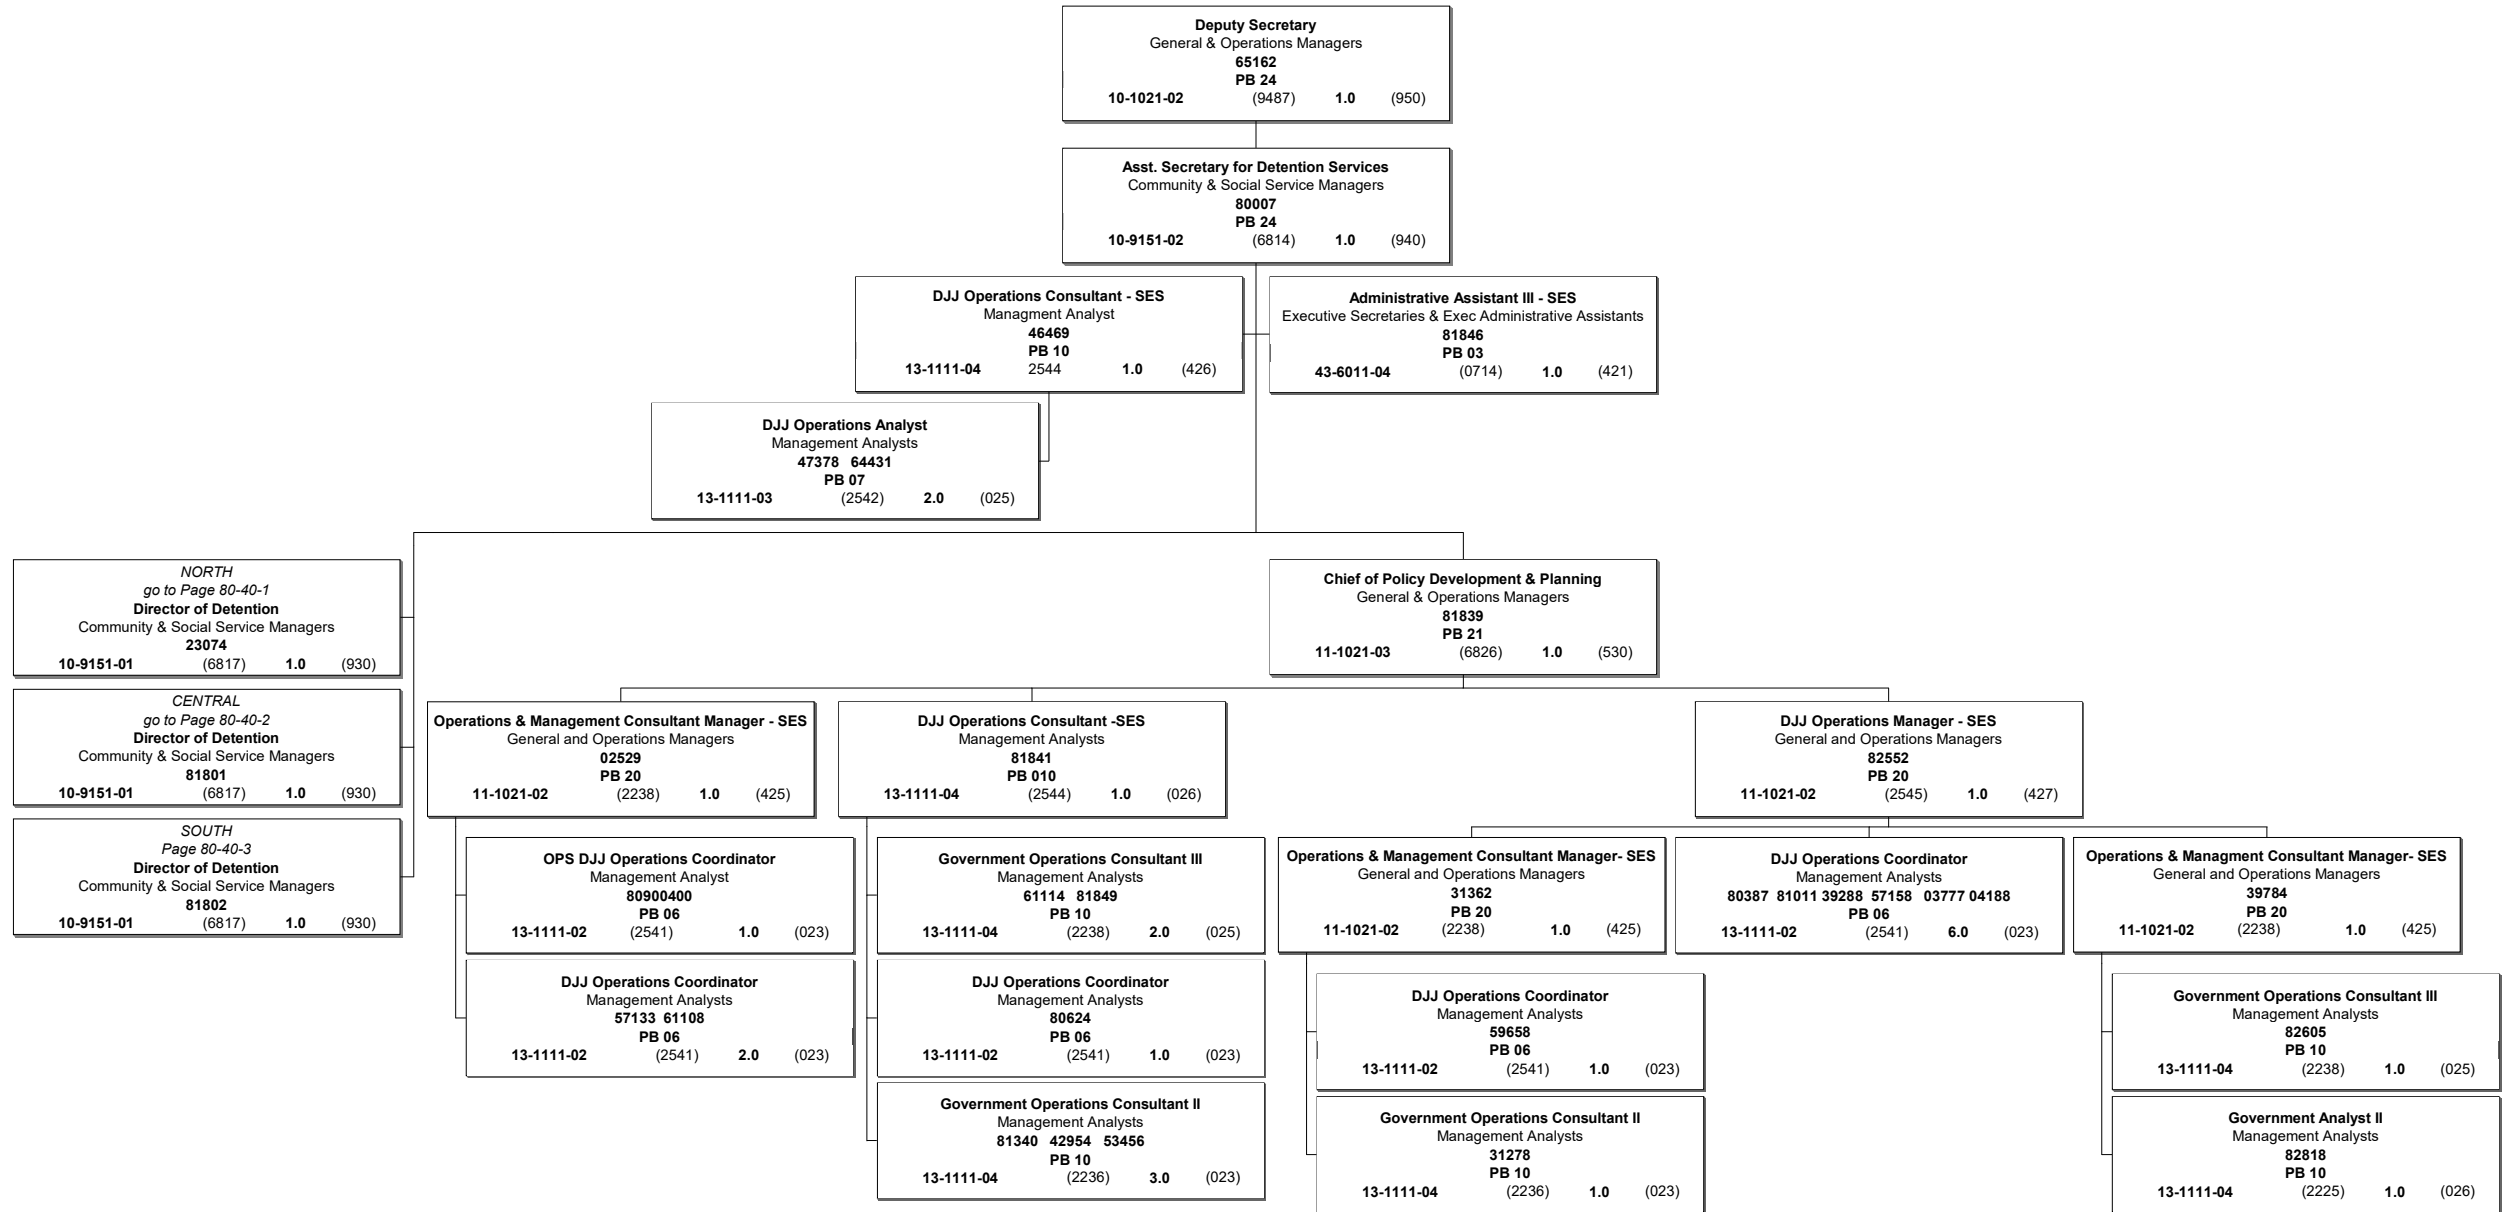 Deputy Secretary
General & Operations Managers
65162
PB 24
10-1021-02 (9487) 1.0 (950)
Asst. Secretary for Detention Services
Community & Social Service Managers
80007
PB 24
10-9151-02 (6814) 1.0 (940)
DJJ Operations Consultant - SES
Managment Analyst
46469
PB 10
13-1111-04 2544 1.0 (426)
Administrative Assistant III - SES
Executive Secretaries & Exec Administrative Assistants
81846
PB 03
43-6011-04 (0714) 1.0 (421)
DJJ Operations Analyst
Management Analysts
47378 64431
PB 07
13-1111-03 (2542) 2.0 (025)
NORTH
go to Page 80-40-1
Director of Detention
Community & Social Service Managers
23074
10-9151-01 (6817) 1.0 (930)
CENTRAL
go to Page 80-40-2
Director of Detention
Community & Social Service Managers
81801
10-9151-01 (6817) 1.0 (930)
SOUTH
Page 80-40-3
Director of Detention
Community & Social Service Managers
81802
10-9151-01 (6817) 1.0 (930)
Chief of Policy Development & Planning
General & Operations Managers
81839
PB 21
11-1021-03 (6826) 1.0 (530)
Operations & Management Consultant Manager - SES
General and Operations Managers
02529
PB 20
11-1021-02 (2238) 1.0 (425)
OPS DJJ Operations Coordinator
Management Analyst
80900400
PB 06
13-1111-02 (2541) 1.0 (023)
DJJ Operations Coordinator
Management Analysts
57133 61108
PB 06
13-1111-02 (2541) 2.0 (023)
DJJ Operations Consultant -SES
Management Analysts
81841
PB 010
13-1111-04 (2544) 1.0 (026)
Government Operations Consultant III
Management Analysts
61114 81849
PB 10
13-1111-04 (2238) 2.0 (025)
DJJ Operations Coordinator
Management Analysts
80624
PB 06
13-1111-02 (2541) 1.0 (023)
Government Operations Consultant II
Management Analysts
81340 42954 53456
PB 10
13-1111-04 (2236) 3.0 (023)
DJJ Operations Manager - SES
General and Operations Managers
82552
PB 20
11-1021-02 (2545) 1.0 (427)
Operations & Management Consultant Manager- SES
General and Operations Managers
31362
PB 20
11-1021-02 (2238) 1.0 (425)
DJJ Operations Coordinator
Management Analysts
59658
PB 06
13-1111-02 (2541) 1.0 (023)
Government Operations Consultant II
Management Analysts
31278
PB 10
13-1111-04 (2236) 1.0 (023)
DJJ Operations Coordinator
Management Analysts
80387 81011 39288 57158 03777 04188
PB 06
13-1111-02 (2541) 6.0 (023)
Operations & Managment Consultant Manager- SES
General and Operations Managers
39784
PB 20
11-1021-02 (2238) 1.0 (425)
Government Operations Consultant III
Management Analysts
82605
PB 10
13-1111-04 (2238) 1.0 (025)
Government Analyst II
Management Analysts
82818
PB 10
13-1111-04 (2225) 1.0 (026)